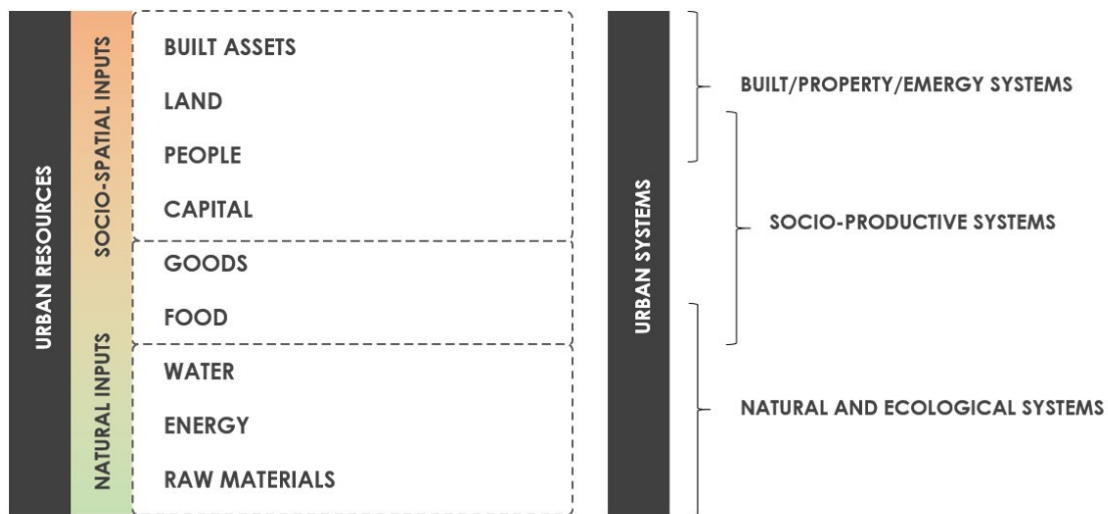 URBAN RESOURCES
SOCIO-SPATIAL INPUTS
NATURAL INPUTS
BUILT ASSETS
LAND
PEOPLE
CAPITAL
GOODS
FOOD
WATER
ENERGY
RAW MATERIALS
URBAN SYSTEMS
BUILT/PROPERTY/EMERGY SYSTEMS
SOCIO-PRODUCTIVE SYSTEMS
NATURAL AND ECOLOGICAL SYSTEMS